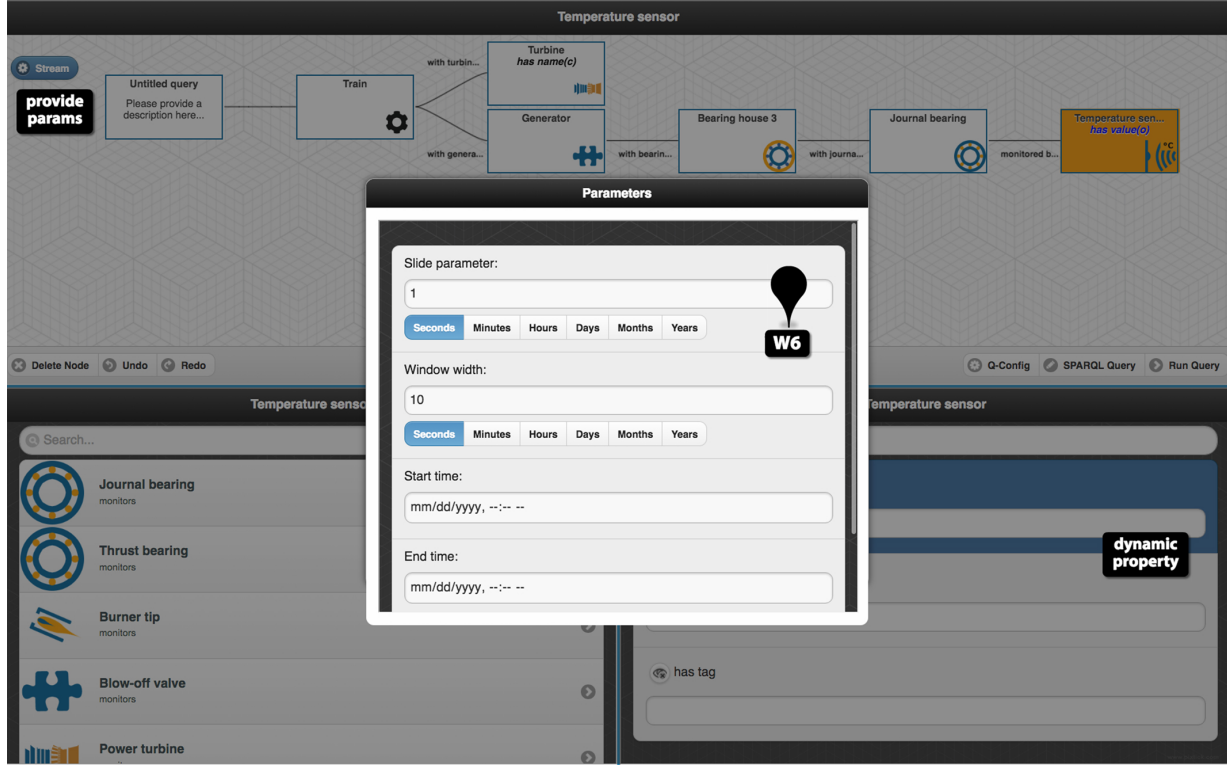 Temperature sensor
Stream
provide
params
Untitled query
Please provide a
description here...
Train
with turbin...
Turbine
has name(c)
with genera...
Generator
with bearin...
Bearing house 3
with journa...
Journal bearing
monitored b...
Temperature sen...
has value(o)
°C
Parameters
Slide parameter:
1
Seconds Minutes Hours Days Months Years
W6
Window width:
10
Seconds Minutes Hours Days Months Years
Start time:
mm/dd/yyyy, --:-- --
End time:
mm/dd/yyyy, --:-- --
Delete Node Undo Redo
Q-Config SPARQL Query Run Query
Temperature senso
Search...
Journal bearing
monitors
Thrust bearing
monitors
Burner tip
monitors
Blow-off valve
monitors
Power turbine
Temperature sensor
dynamic
property
has tag